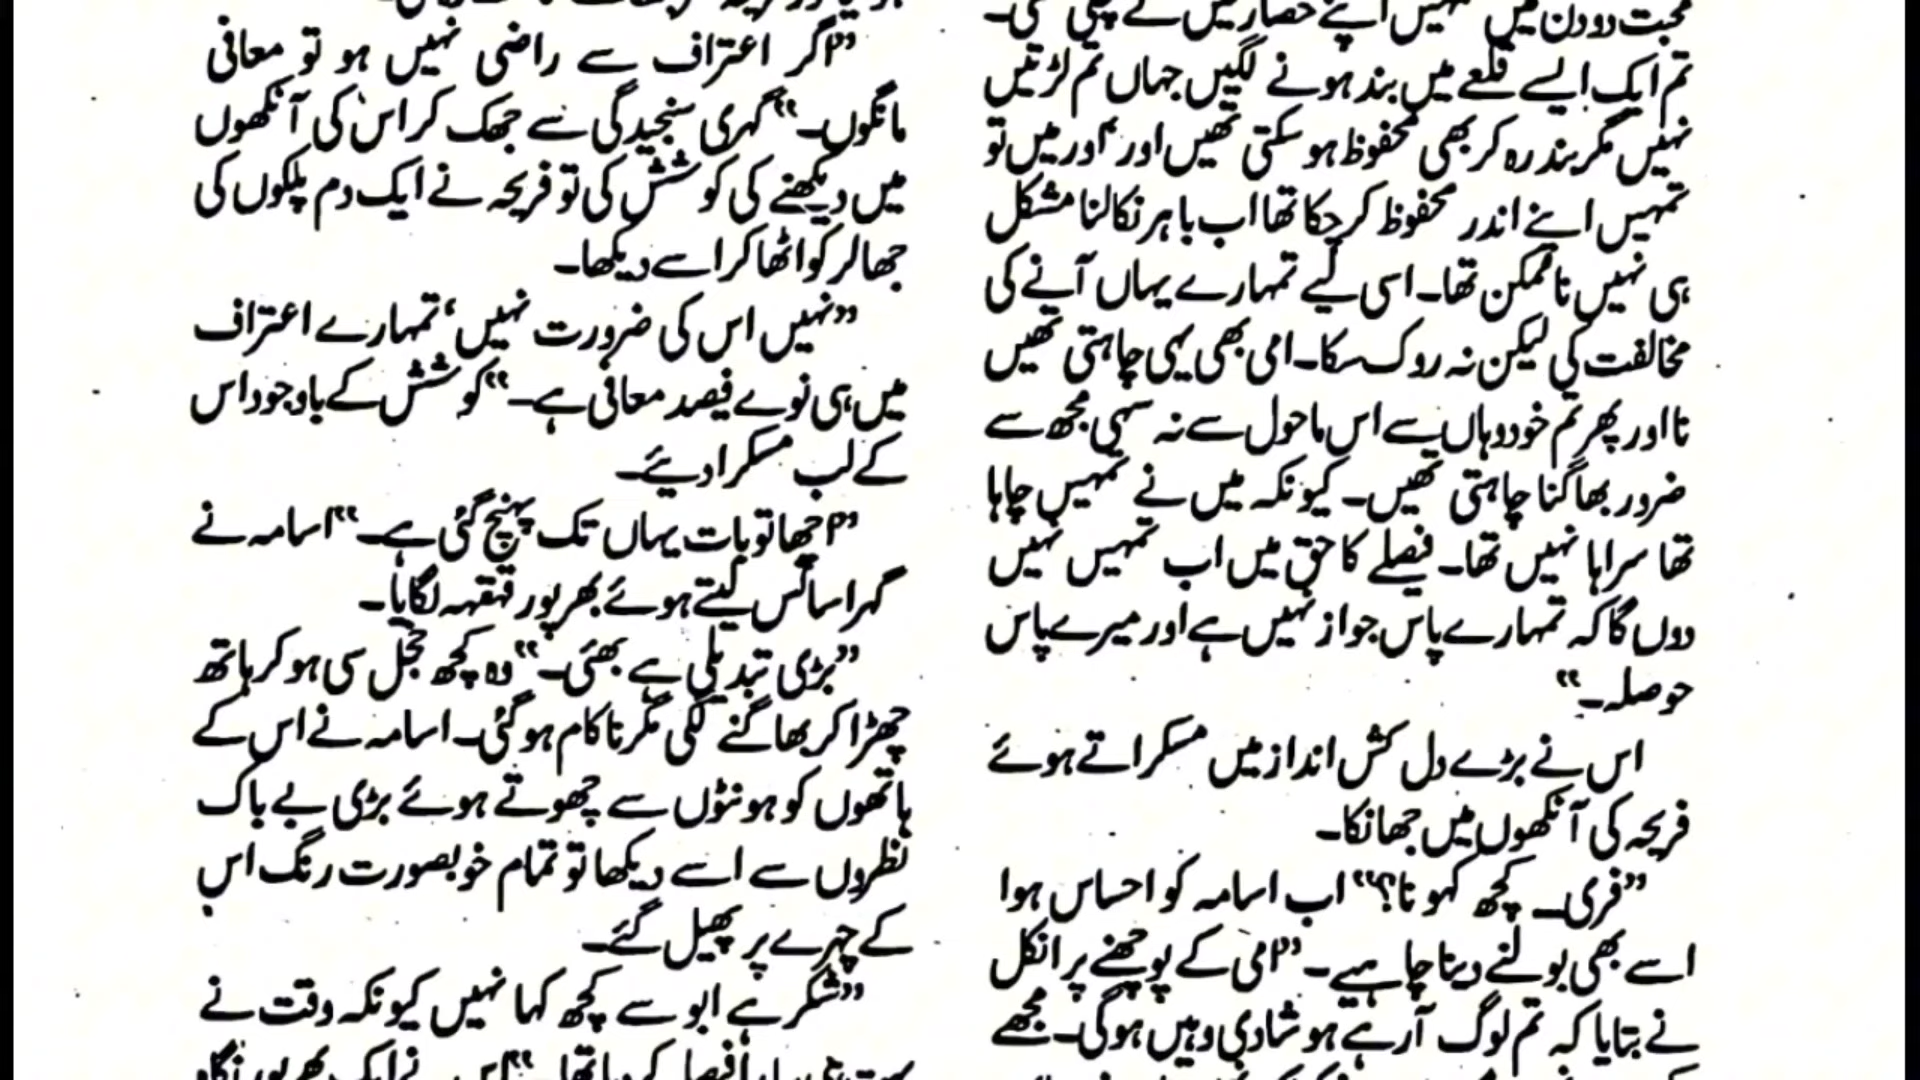 محبت دو دن میں تمہیں اپنے حصار میں لے چکی تھی۔
تم ایک ایسے قلعے میں بند ہونے لگیں جہاں تم لڑتیں
نہیں مگر بند رہ کر بھی محفوظ ہو سکتی تھیں اور ’اور میں تو
تمہیں اپنے اندر محفوظ کر چکا تھا اب باہر نکالنا مشکل
ہی نہیں ناممکن تھا۔ اسی لیے تمہارے یہاں آنے کی
مخالفت کی لیکن نہ روک سکا۔ امی بھی یہی چاہتی تھیں
نا اور پھر تم خود وہاں سے اس ماحول سے نہ سہی مجھ سے
ضرور بھاگنا چاہتی تھیں۔ کیونکہ میں نے تمہیں چاہا
تھا سراہا نہیں تھا۔ فیصلے کا حق میں اب تمہیں نہیں
دوں گا کہ تمہارے پاس جواز نہیں ہے اور میرے پاس
حوصلہ۔“
اس نے بڑے دل کش انداز میں مسکراتے ہوئے
فریحہ کی آنکھوں میں جھانکا۔
”فری۔ کچھ کہو نا؟“ اب اسامہ کو احساس ہوا
اسے بھی بولنے دینا چاہیے۔ ”امی کے پوچھنے پر انکل
نے بتایا کہ تم لوگ آرہے ہو شادی وہیں ہوگی۔ مجھے
”اگر اعتراف سے راضی نہیں ہو تو معافی
مانگوں۔“ گہری سنجیدگی سے جھک کر اس کی آنکھوں
میں دیکھنے کی کوشش کی تو فریحہ نے ایک دم پلکوں کی
جھالر کو اٹھا کر اسے دیکھا۔
”نہیں اس کی ضرورت نہیں‘ تمہارے اعتراف
میں ہی نوے فیصد معافی ہے۔“ کوشش کے باوجود اس
کے لب مسکرا دیئے۔
”اچھا تو بات یہاں تک پہنچ گئی ہے۔“ اسامہ نے
گہرا سانس لیتے ہوئے بھرپور قہقہہ لگایا۔
”بڑی تبدیلی ہے بھئی۔“ وہ کچھ خجل سی ہو کر ہاتھ
چھڑا کر بھاگنے لگی مگر ناکام ہوگئی۔ اسامہ نے اس کے
ہاتھوں کو ہونٹوں سے چھوتے ہوئے بڑی بے باک
نظروں سے اسے دیکھا تو تمام خوبصورت رنگ اس
کے چہرے پر پھیل گئے۔
”شکر ہے ابو سے کچھ کہا نہیں کیونکہ وقت نے